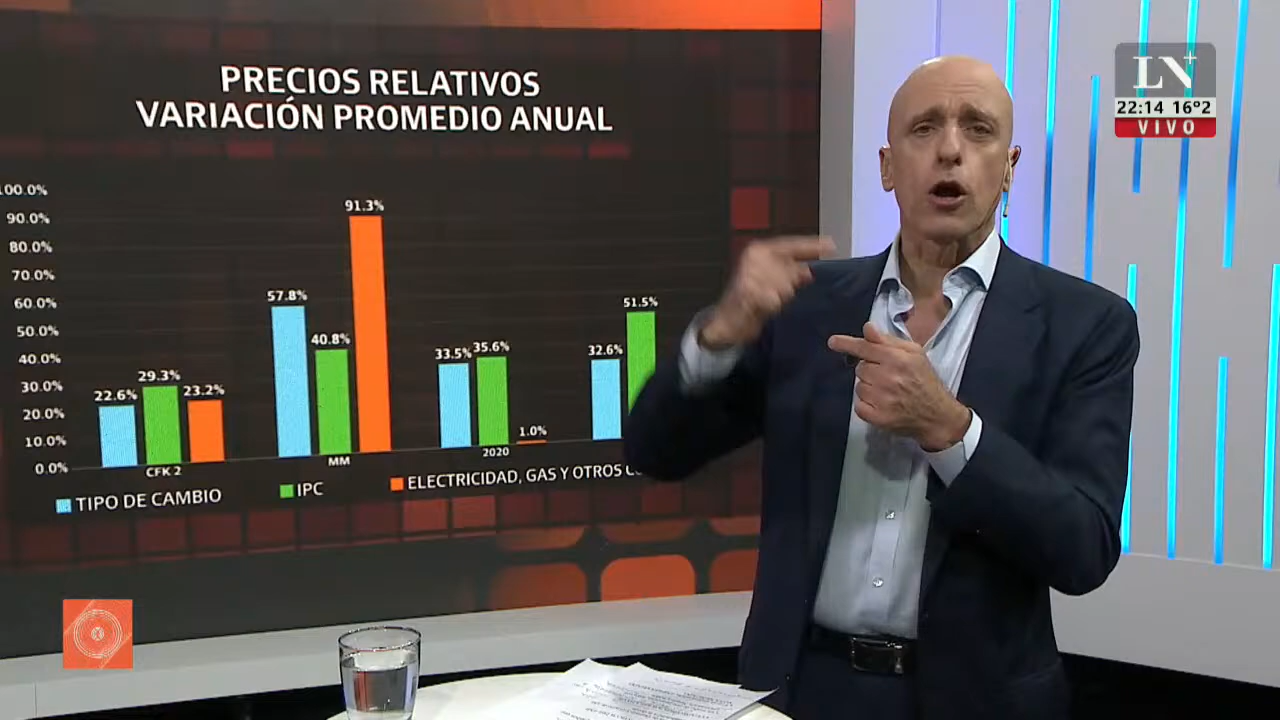 PRECIOS RELATIVOS
VARIACIÓN PROMEDIO ANUAL
LN+
22:14 16º2
VIVO
100.0%
90.0%
80.0%
70.0%
60.0%
50.0%
40.0%
30.0%
20.0%
10.0%
0.0%
22.6% 29.3% 23.2%
57.8% 40.8% 91.3%
33.5% 35.6% 1.0%
32.6% 51.5%
CFK 2 MM 2020
TIPO DE CAMBIO IPC ELECTRICIDAD, GAS Y OTROS